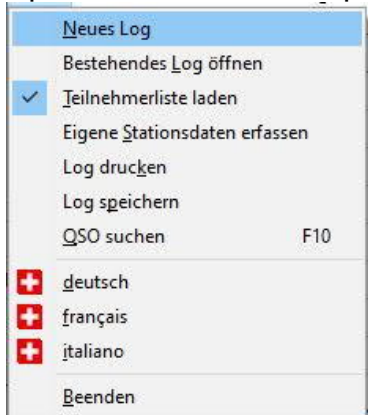 Neues Log
Bestehendes Log öffnen
Teilnehmerliste laden
Eigene Stationsdaten erfassen
Log drucken
Log speichern
QSO suchen F10
deutsch
français
italiano
Beenden